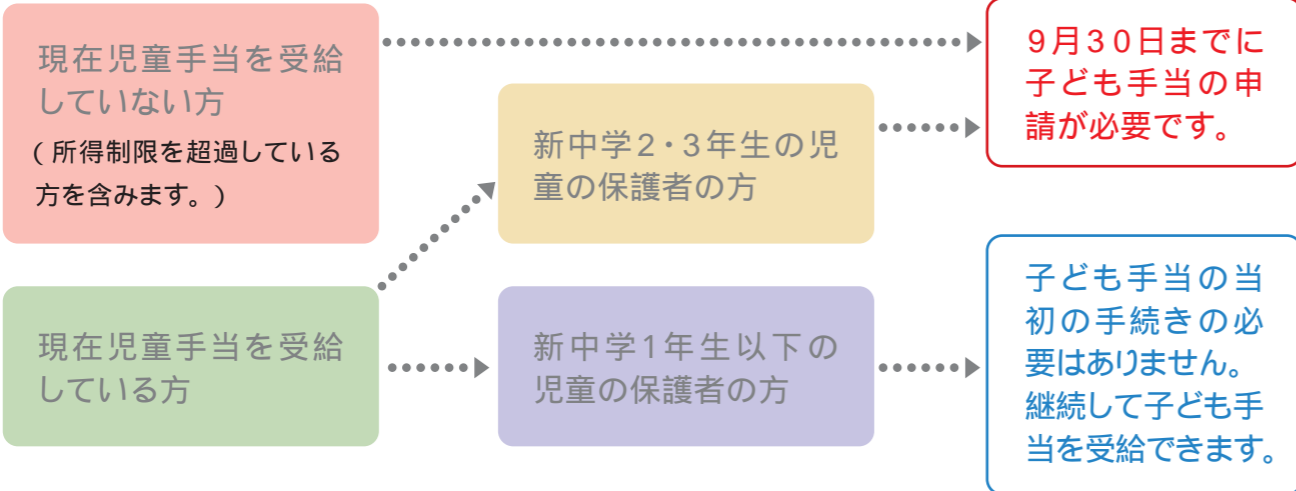 現在児童手当を受給
していない方
(所得制限を超過している
方を含みます。)
9月30日までに
子ども手当の申
請が必要です。
新中学2・3年生の児
童の保護者の方
現在児童手当を受給
している方
新中学1年生以下の
児童の保護者の方
子ども手当の当
初の手続きの必
要はありません。
継続して子ども手
当を受給できます。